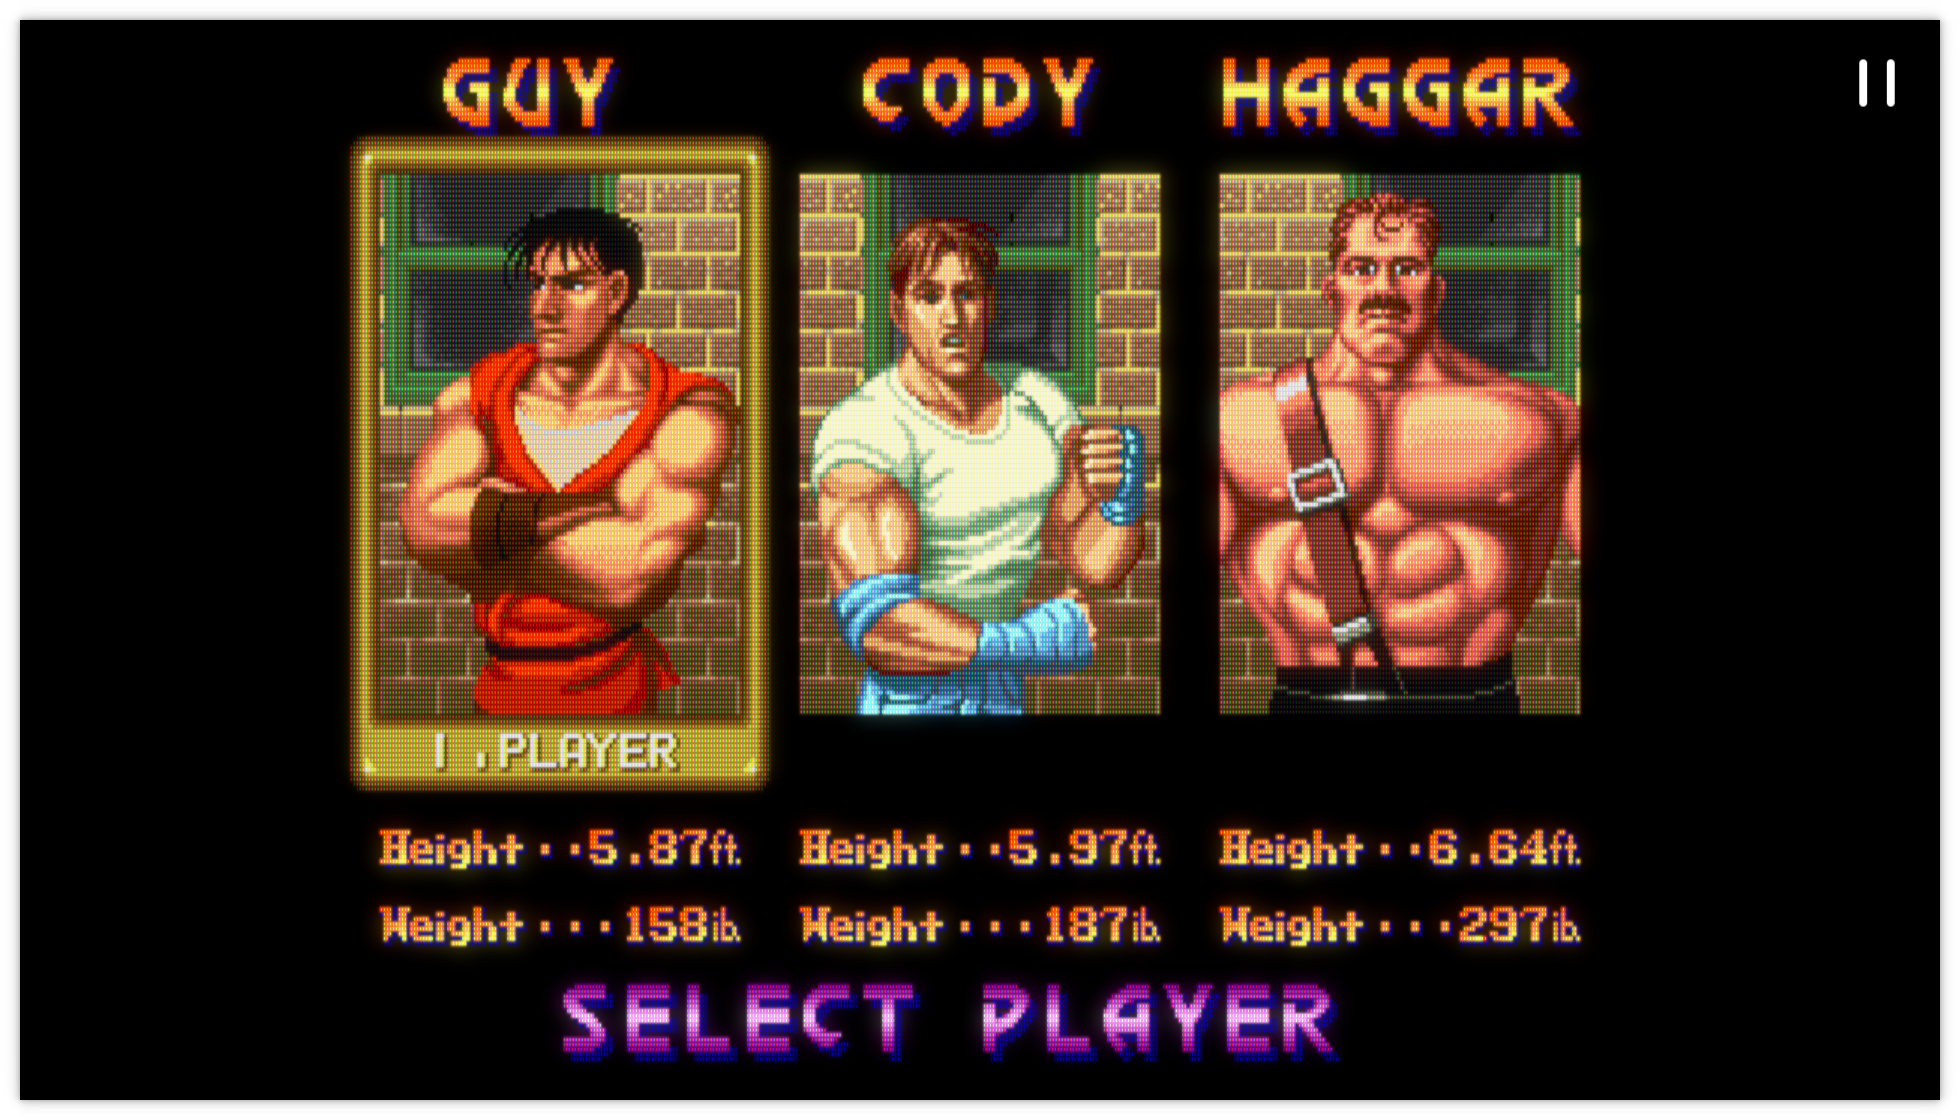 GUY CODY HAGGAR
1.PLAYER
Height··5.87ft. Height··5.97ft. Height··6.64ft.
Weight···158lb. Weight···187lb. Weight···297lb.
SELECT PLAYER